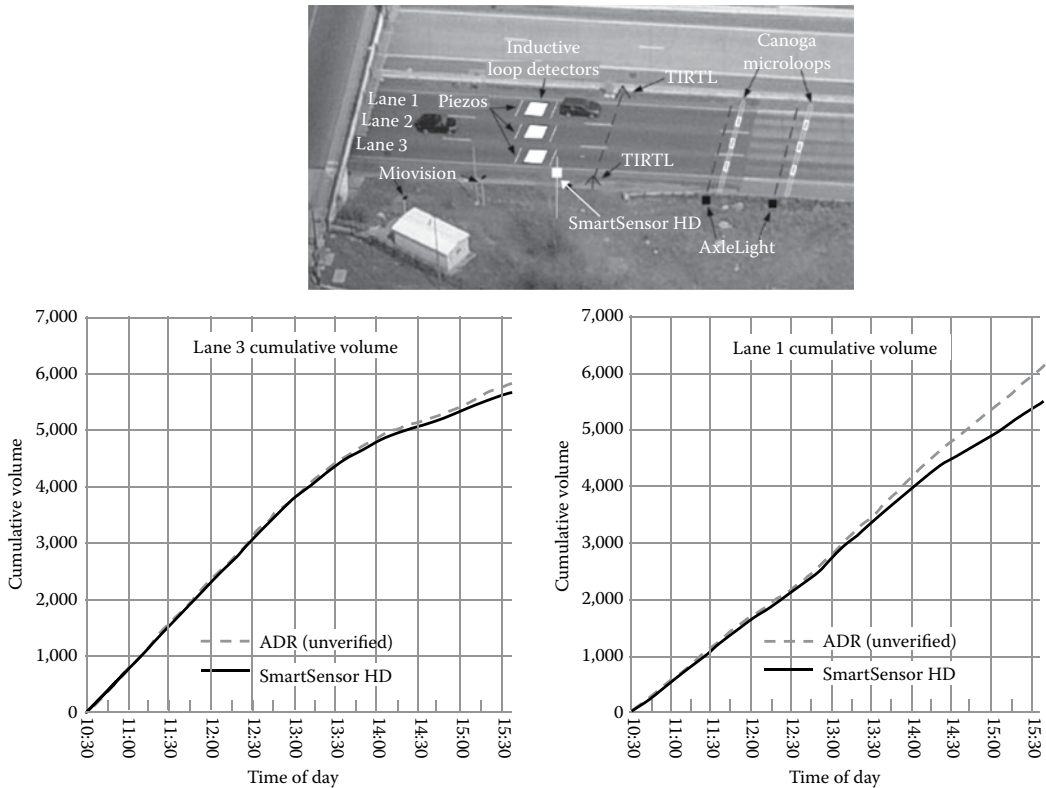 Inductive
loop detectors
Canoga
microloops
TIRTL
Lane 1
Piezos
Lane 2
Lane 3
TIRTL
Miovision
SmartSensor HD
AxleLight
7,000
6,000
5,000
4,000
3,000
2,000
1,000
0
Cumulative volume
Lane 3 cumulative volume
ADR (unverified)
SmartSensor HD
10:30
11:00
11:30
12:00
12:30
13:00
13:30
14:00
14:30
15:00
15:30
Time of day
7,000
6,000
5,000
4,000
3,000
2,000
1,000
0
Cumulative volume
Lane 1 cumulative volume
ADR (unverified)
SmartSensor HD
10:30
11:00
11:30
12:00
12:30
13:00
13:30
14:00
14:30
15:00
15:30
Time of day